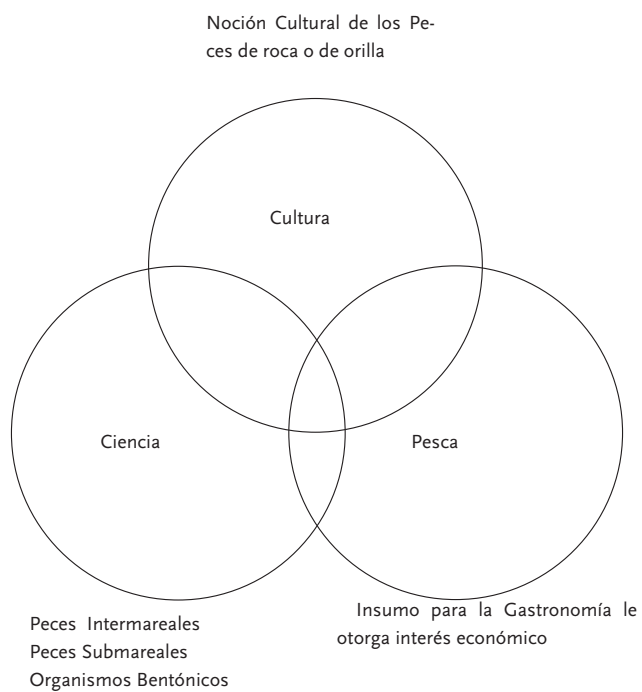 Noción Cultural de los Pe-
ces de roca o de orilla
Cultura
Ciencia
Pesca
Peces Intermareales
Peces Submareales
Organismos Bentónicos
Insumo para la Gastronomía le
otorga interés económico